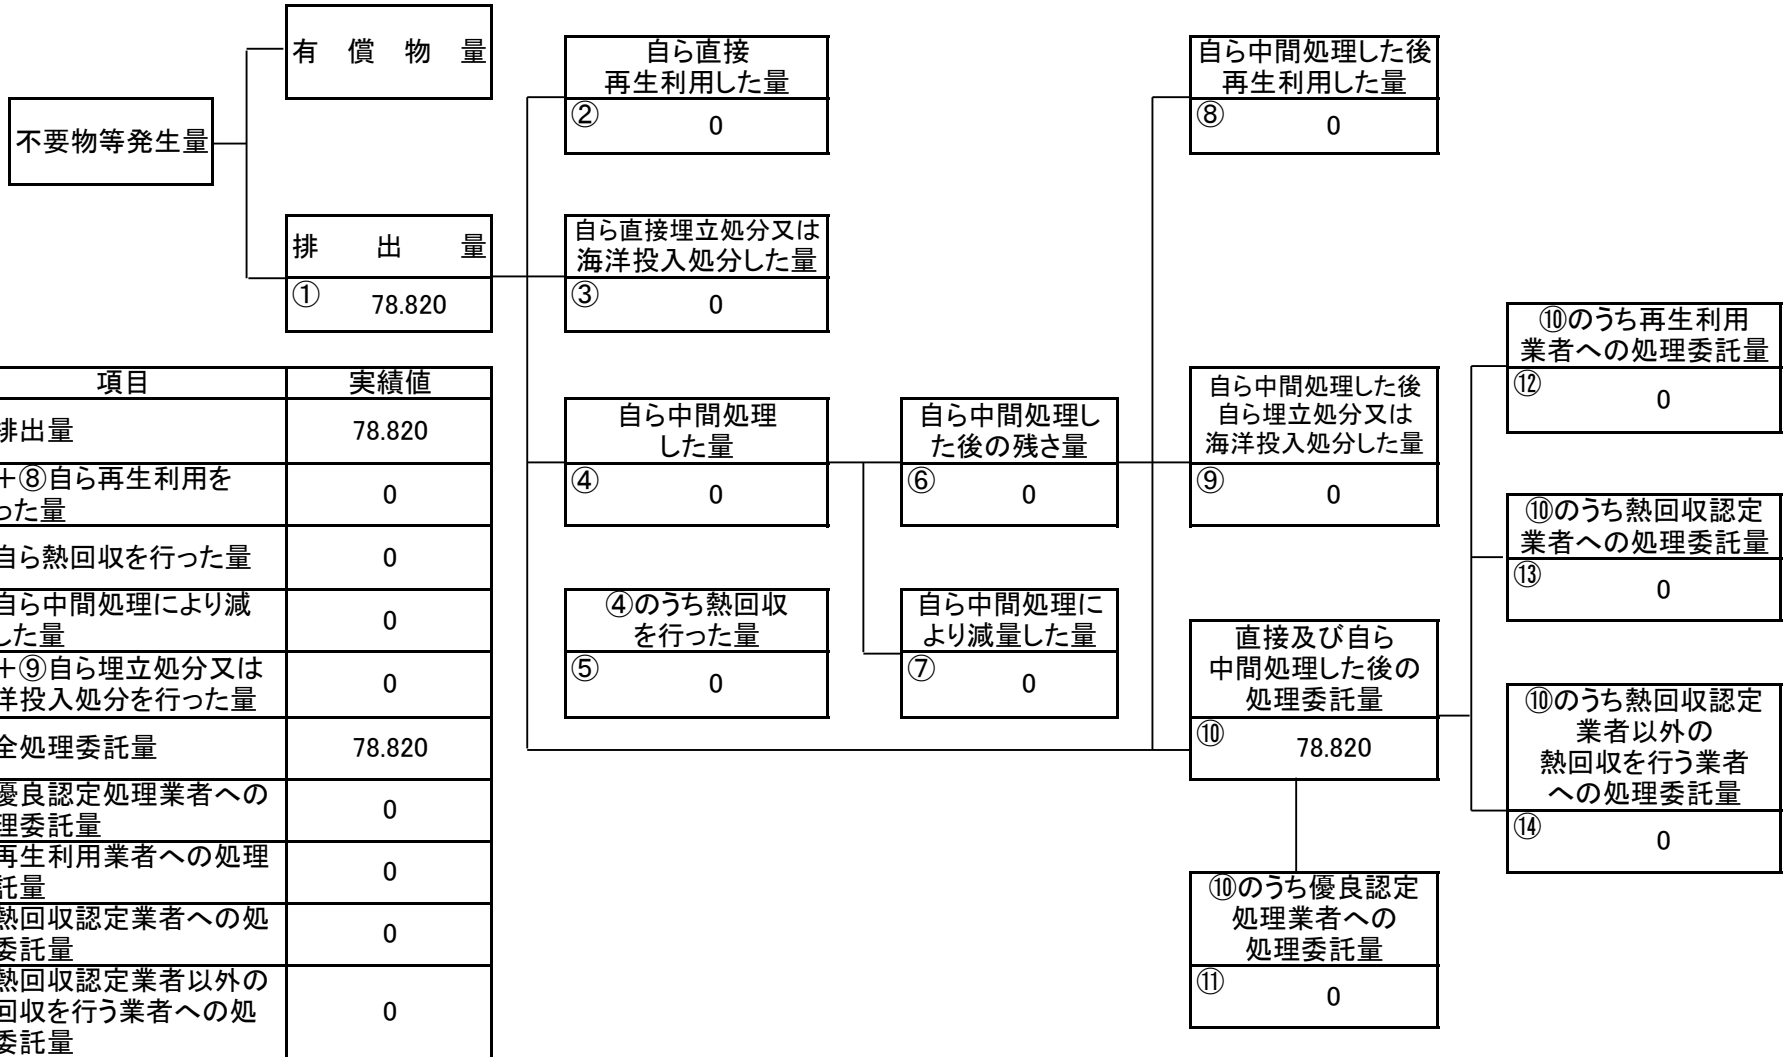 有 償 物 量
不要物等発生量
排 出 量
① 78.820
自ら直接
再生利用した量
② 0
自ら直接埋立処分又は
海洋投入処分した量
③ 0
自ら中間処理
した量
④ 0
④のうち熱回収
を行った量
⑤ 0
自ら中間処理し
た後の残さ量
⑥ 0
自ら中間処理に
より減量した量
⑦ 0
自ら中間処理した後
再生利用した量
⑧ 0
自ら中間処理した後
自ら埋立処分又は
海洋投入処分した量
⑨ 0
直接及び自ら
中間処理した後の
処理委託量
⑩ 78.820
⑩のうち優良認定
処理業者への
処理委託量
⑪ 0
⑩のうち再生利用
業者への処理委託量
⑫ 0
⑩のうち熱回収認定
業者への処理委託量
⑬ 0
⑩のうち熱回収認定
業者以外の
熱回収を行う業者
への処理委託量
⑭ 0
項目 実績値
排出量 78.820
+⑧自ら再生利用を
った量 0
自ら熱回収を行った量 0
自ら中間処理により減
した量 0
+⑨自ら埋立処分又は
洋投入処分を行った量 0
全処理委託量 78.820
優良認定処理業者への
理委託量 0
再生利用業者への処理
託量 0
熱回収認定業者への処
委託量 0
熱回収認定業者以外の
回収を行う業者への処
委託量 0